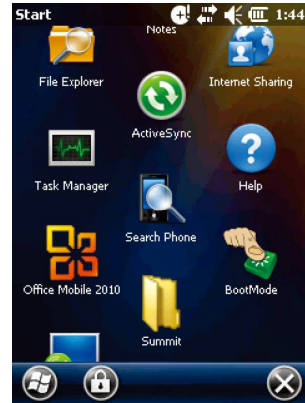 Start 1:44
Notes
File Explorer
Internet Sharing
ActiveSync
Task Manager
Help
Search Phone
Office Mobile 2010
BootMode
Summit